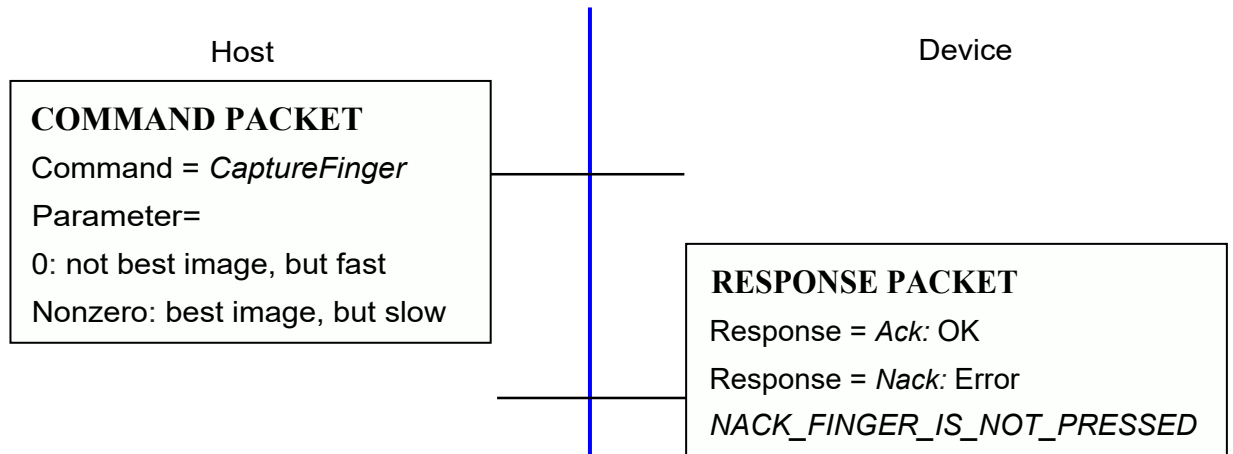 Host
Device
COMMAND PACKET
Command = CaptureFinger
Parameter=
0: not best image, but fast
Nonzero: best image, but slow
RESPONSE PACKET
Response = Ack: OK
Response = Nack: Error
NACK_FINGER_IS_NOT_PRESSED